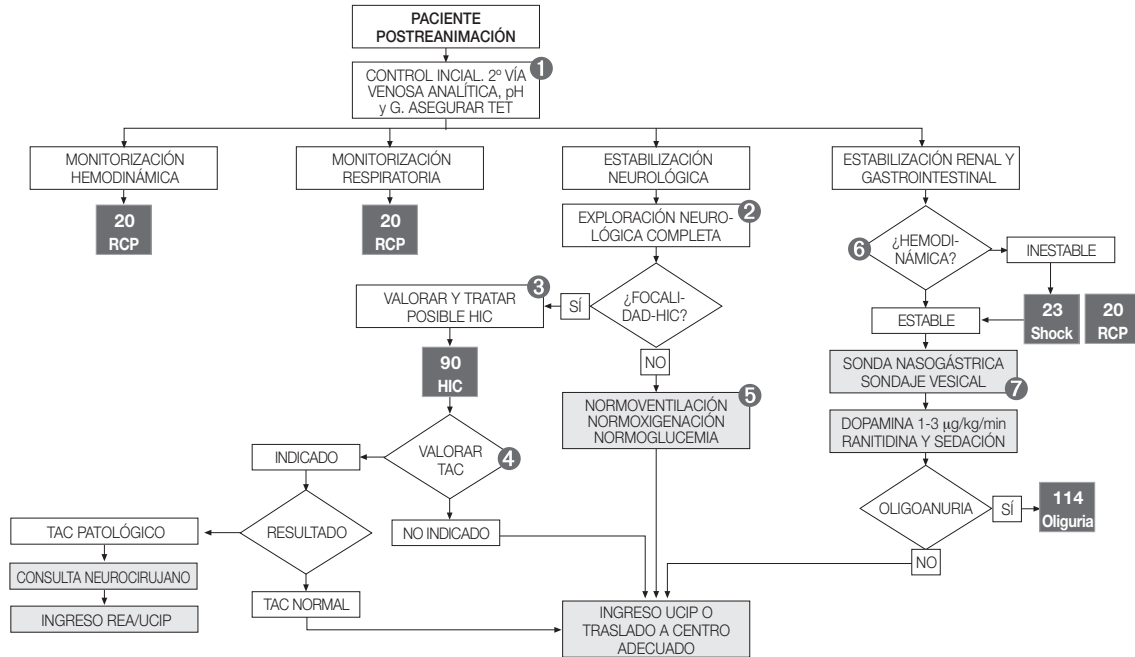 PACIENTE
POSTREANIMACIÓN
1
CONTROL INCIAL. 2º VÍA
VENOSA ANALÍTICA, pH
y G. ASEGURAR TET
MONITORIZACIÓN
HEMODINÁMICA
20
RCP
MONITORIZACIÓN
RESPIRATORIA
20
RCP
ESTABILIZACIÓN
NEUROLÓGICA
2
EXPLORACIÓN NEURO-
LÓGICA COMPLETA
¿FOCALI-
DAD-HIC?
SÍ
3
VALORAR Y TRATAR
POSIBLE HIC
90
HIC
VALORAR
TAC
4
INDICADO
RESULTADO
TAC PATOLÓGICO
CONSULTA NEUROCIRUJANO
INGRESO REA/UCIP
TAC NORMAL
NO INDICADO
NO
5
NORMOVENTILACIÓN
NORMOXIGENACIÓN
NORMOGLUCEMIA
ESTABILIZACIÓN RENAL Y
GASTROINTESTINAL
6
¿HEMODI-
NÁMICA?
INESTABLE
23
Shock
20
RCP
ESTABLE
SONDA NASOGÁSTRICA
SONDAJE VESICAL
7
DOPAMINA 1-3 μg/kg/min
RANITIDINA Y SEDACIÓN
OLIGOANURIA
SÍ
114
Oliguria
NO
INGRESO UCIP O
TRASLADO A CENTRO
ADECUADO